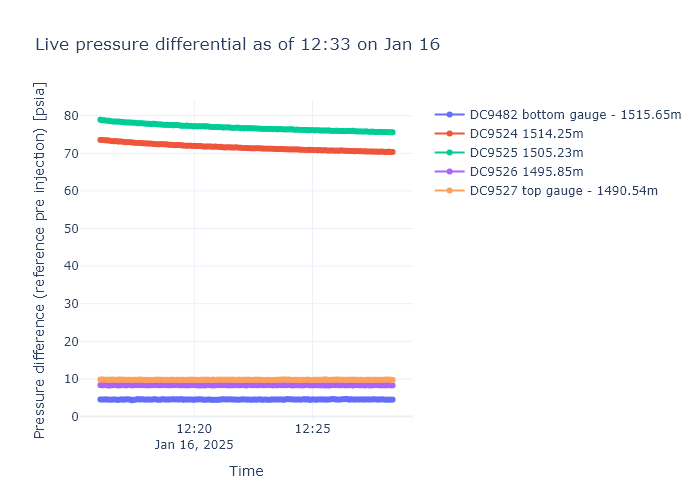 Live pressure differential as of 12:33 on Jan 16
Pressure difference (reference pre injection) [psia]
80
70
60
50
40
30
20
10
0
12:20
Jan 16, 2025
12:25
Time
DC9482 bottom gauge - 1515.65m
DC9524 1514.25m
DC9525 1505.23m
DC9526 1495.85m
DC9527 top gauge - 1490.54m